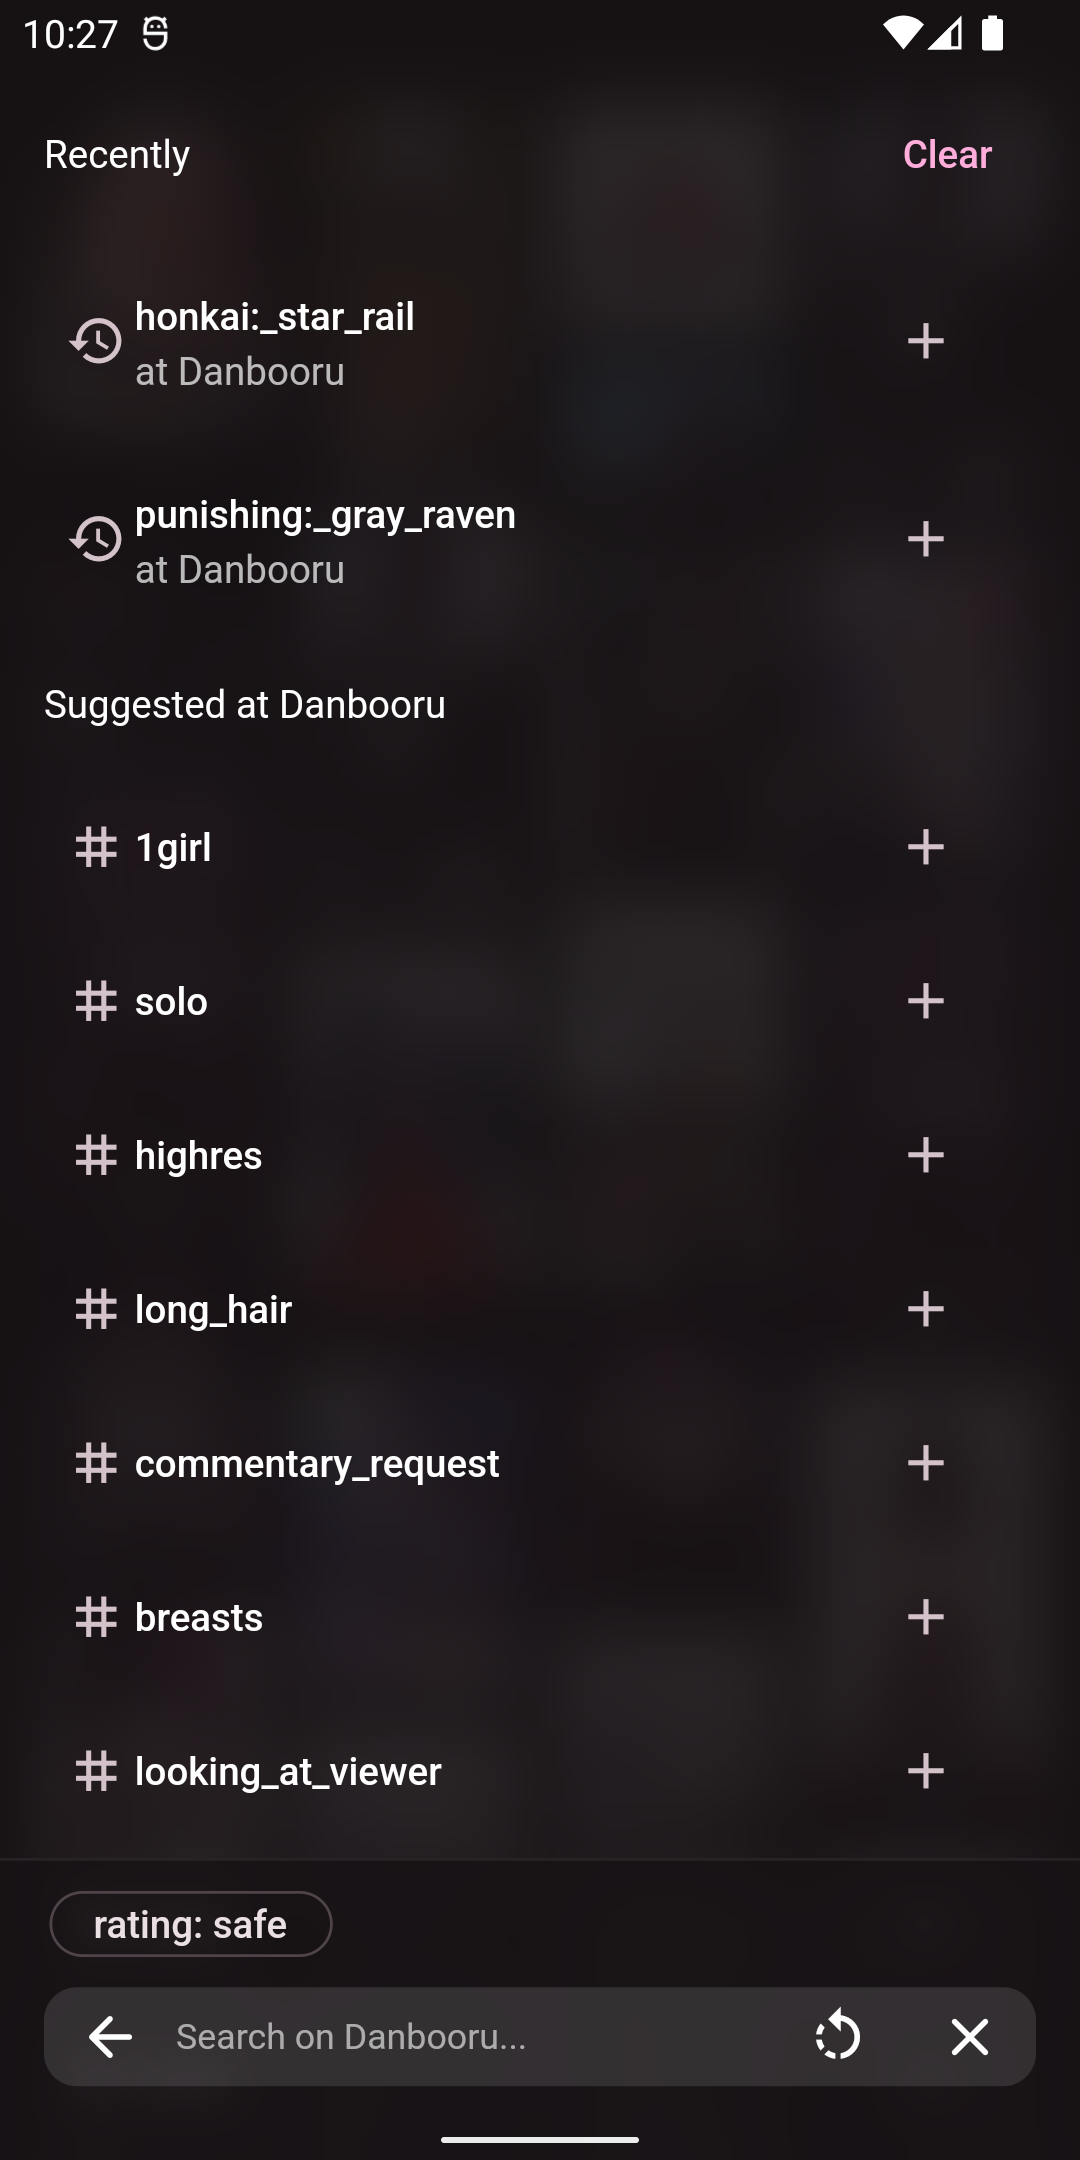 10:27
Recently
Clear
honkai:_star_rail
at Danbooru
punishing:_gray_raven
at Danbooru
Suggested at Danbooru
1girl
solo
highres
long_hair
commentary_request
breasts
looking_at_viewer
rating: safe
Search on Danbooru...